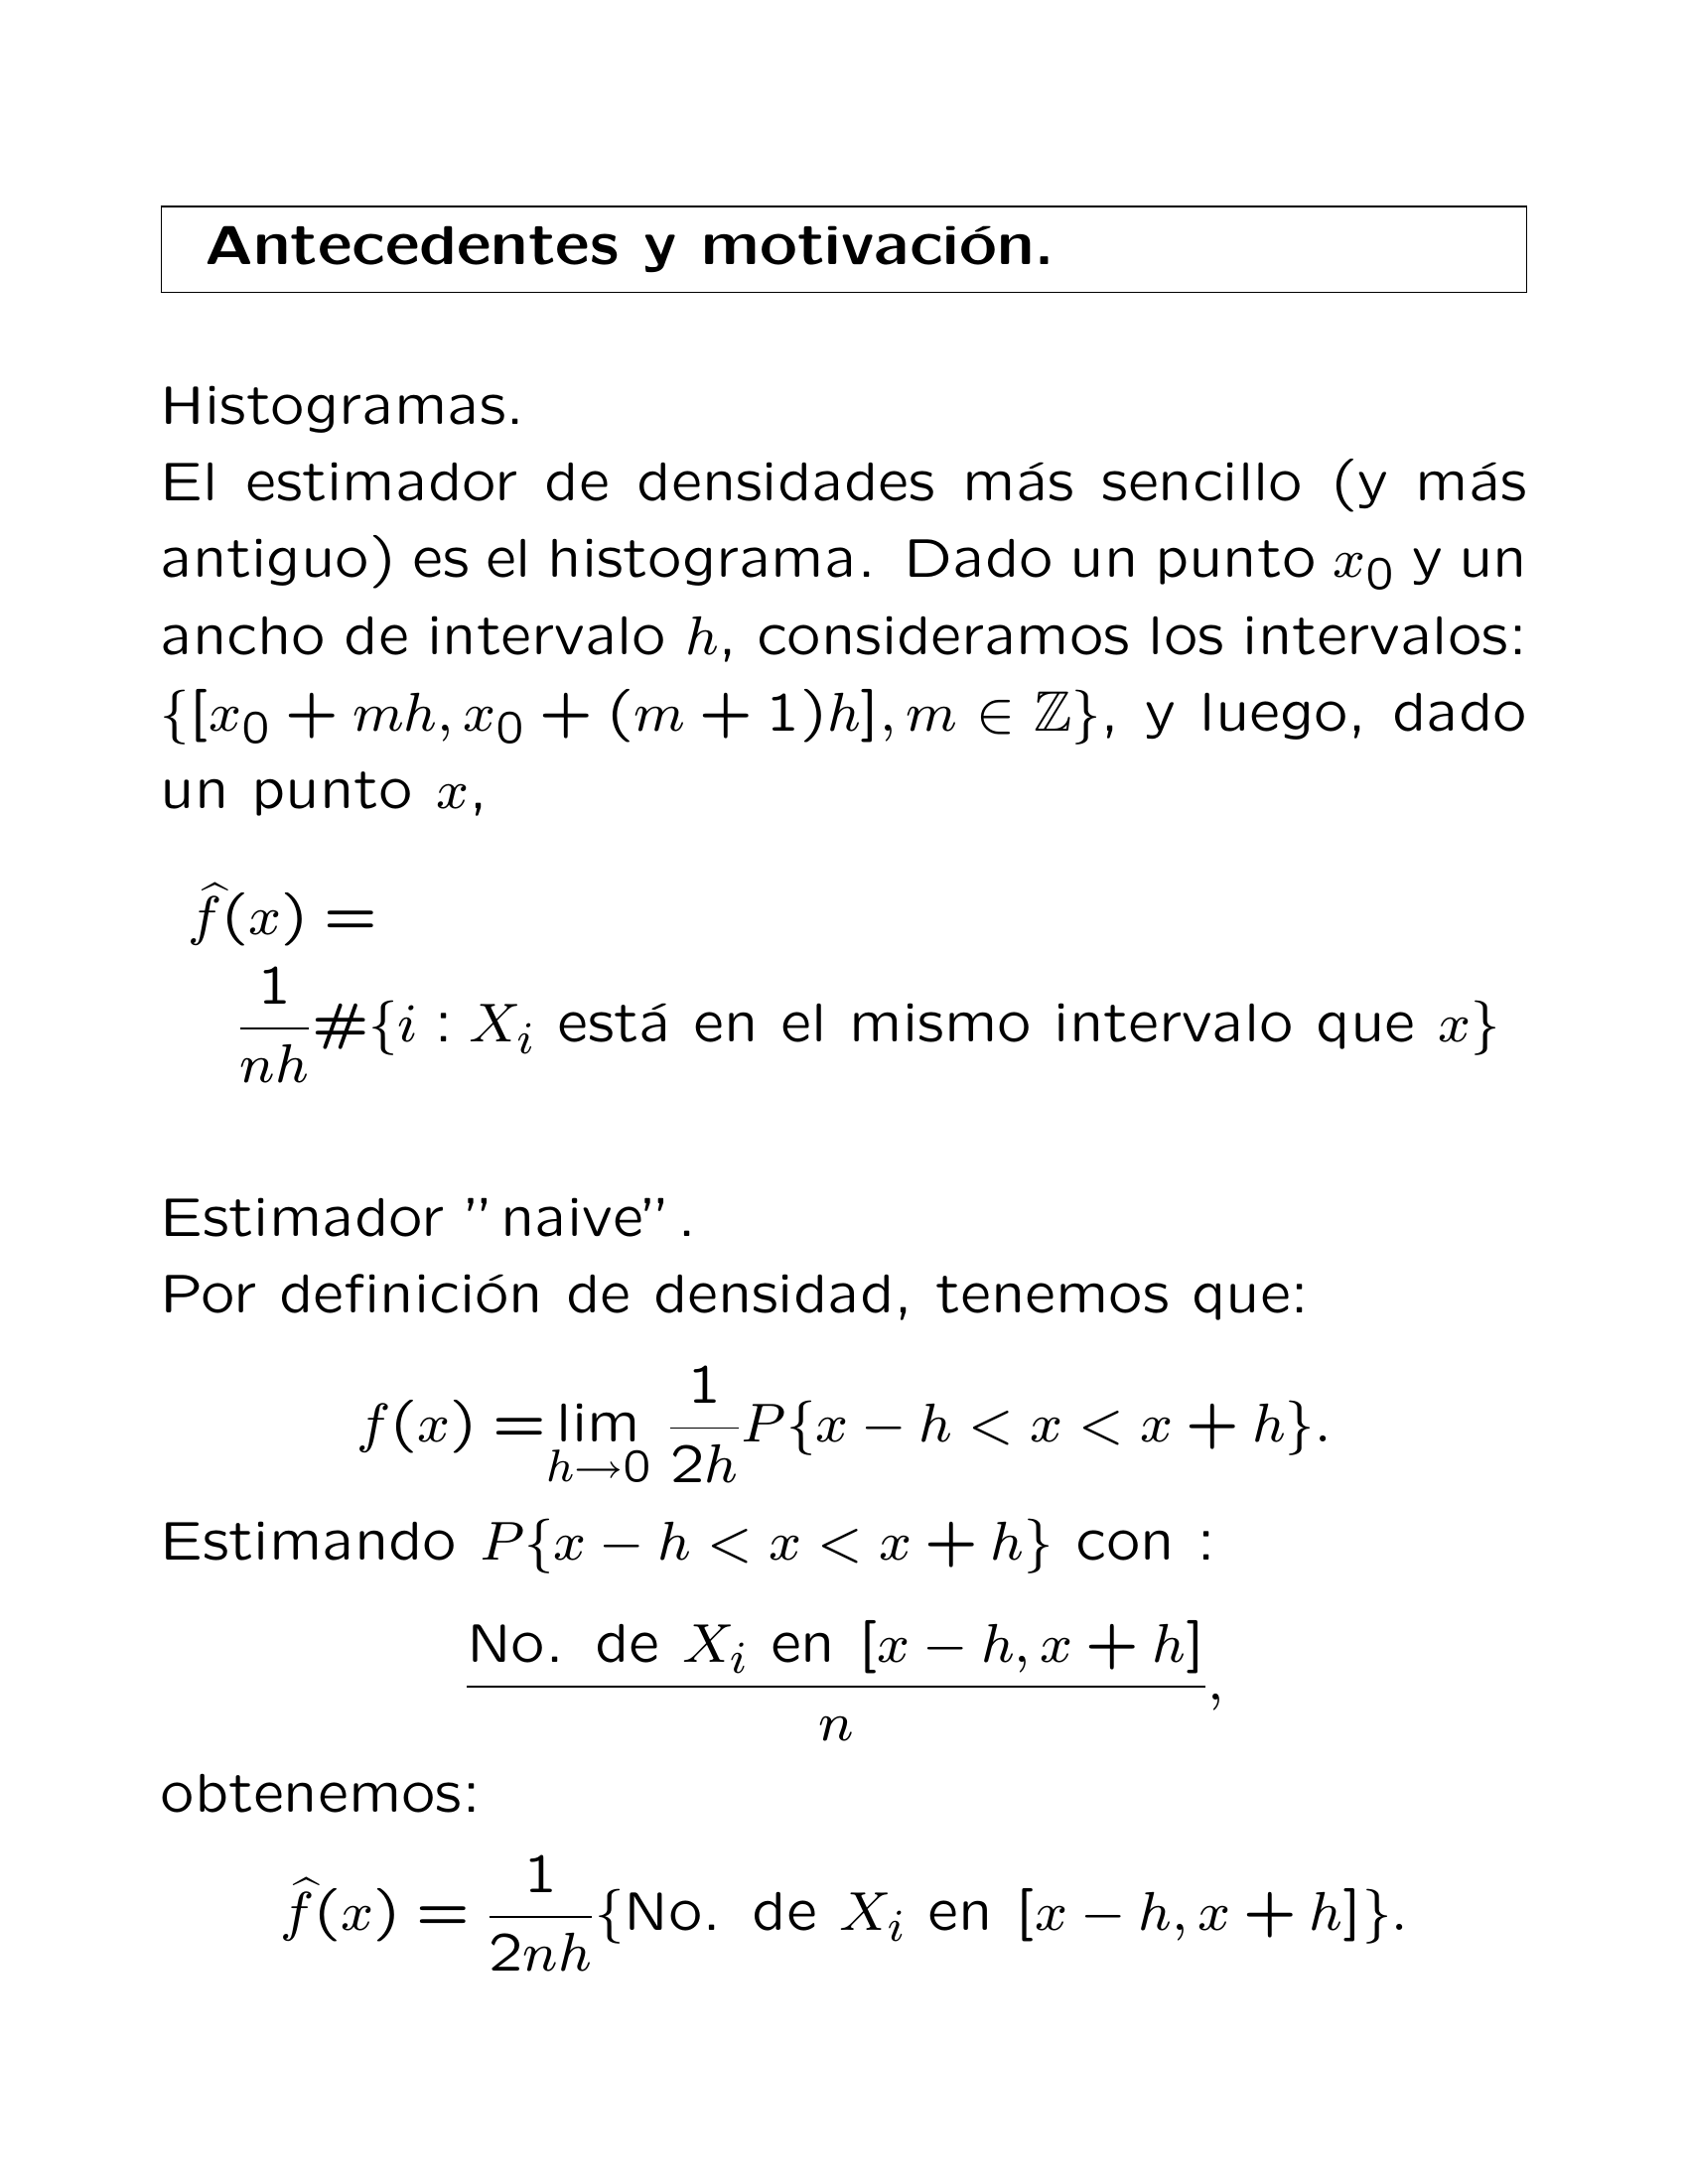 Antecedentes y motivación.
Histogramas.
El estimador de densidades más sencillo (y más
antiguo) es el histograma. Dado un punto $x_0$ y un
ancho de intervalo $h$, consideramos los intervalos:
$\{[x_0 + mh, x_0 + (m + 1)h], m \in \mathbb{Z}\}$, y luego, dado
un punto $x$,
$\widehat{f}(x) =$
$\frac{1}{nh}\#\{i : X_i$ está en el mismo intervalo que $x\}$
Estimador ” naive” .
Por definición de densidad, tenemos que:
$f(x) = \lim_{h \to 0} \frac{1}{2h} P\{x - h < x < x + h\}.$
Estimando $P\{x - h < x < x + h\}$ con :
$\frac{\text{No. de } X_i \text{ en } [x - h, x + h]}{n},$
obtenemos:
$\widehat{f}(x) = \frac{1}{2nh}\{\text{No. de } X_i \text{ en } [x - h, x + h]\}.$